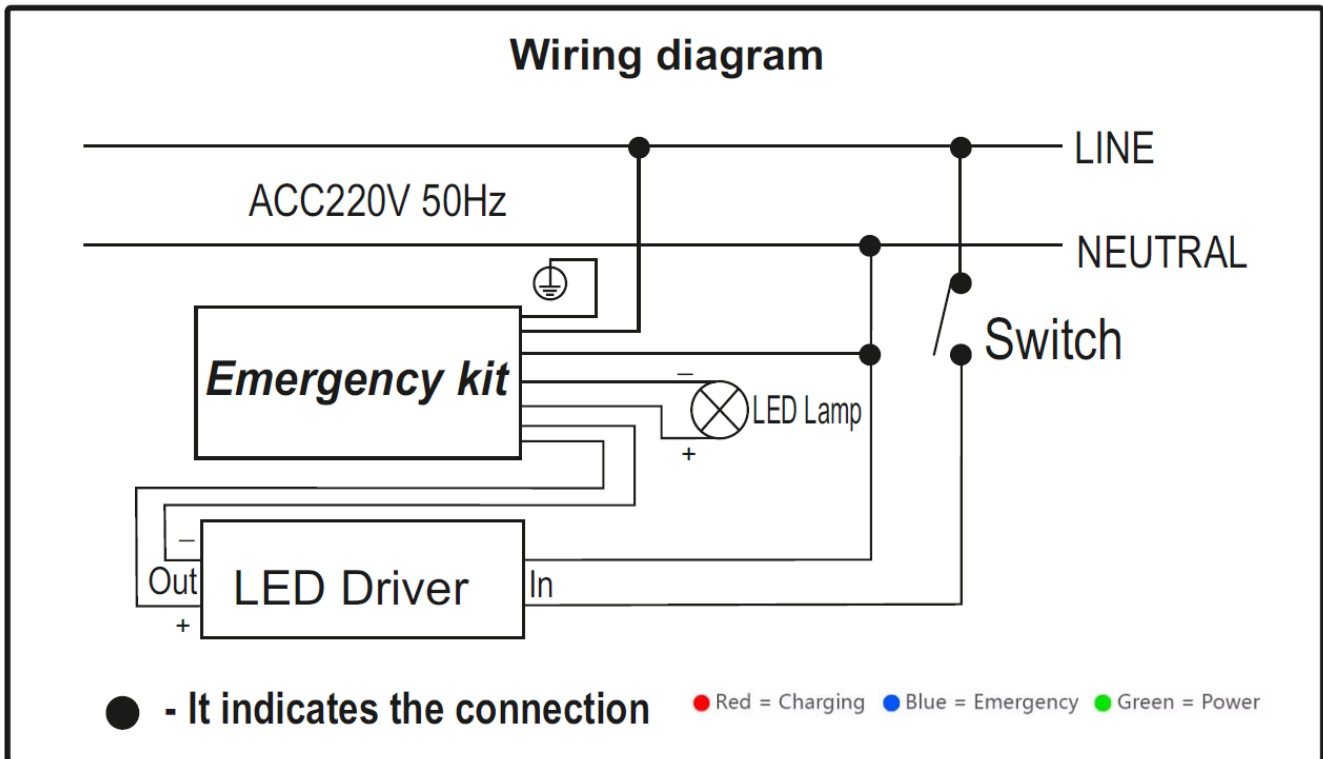 Wiring diagram
LINE
ACC220V 50Hz
NEUTRAL
Switch
Emergency kit
–
LED Lamp
+
–
Out
LED Driver
In
+
- It indicates the connection
Red = Charging
Blue = Emergency
Green = Power